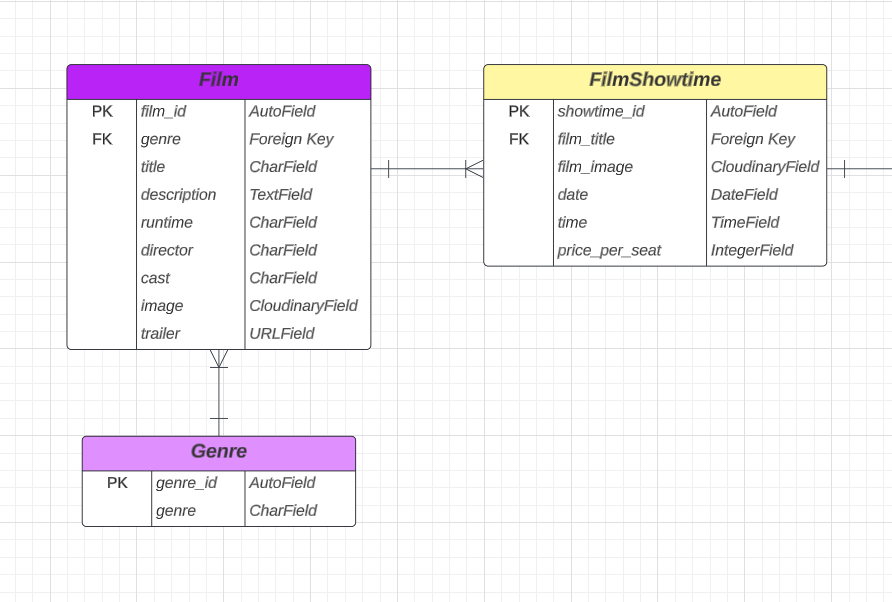 Film
PK film_id AutoField
FK genre Foreign Key
title CharField
description TextField
runtime CharField
director CharField
cast CharField
image CloudinaryField
trailer URLField
FilmShowtime
PK showtime_id AutoField
FK film_title Foreign Key
film_image CloudinaryField
date DateField
time TimeField
price_per_seat IntegerField
Genre
PK genre_id AutoField
genre CharField